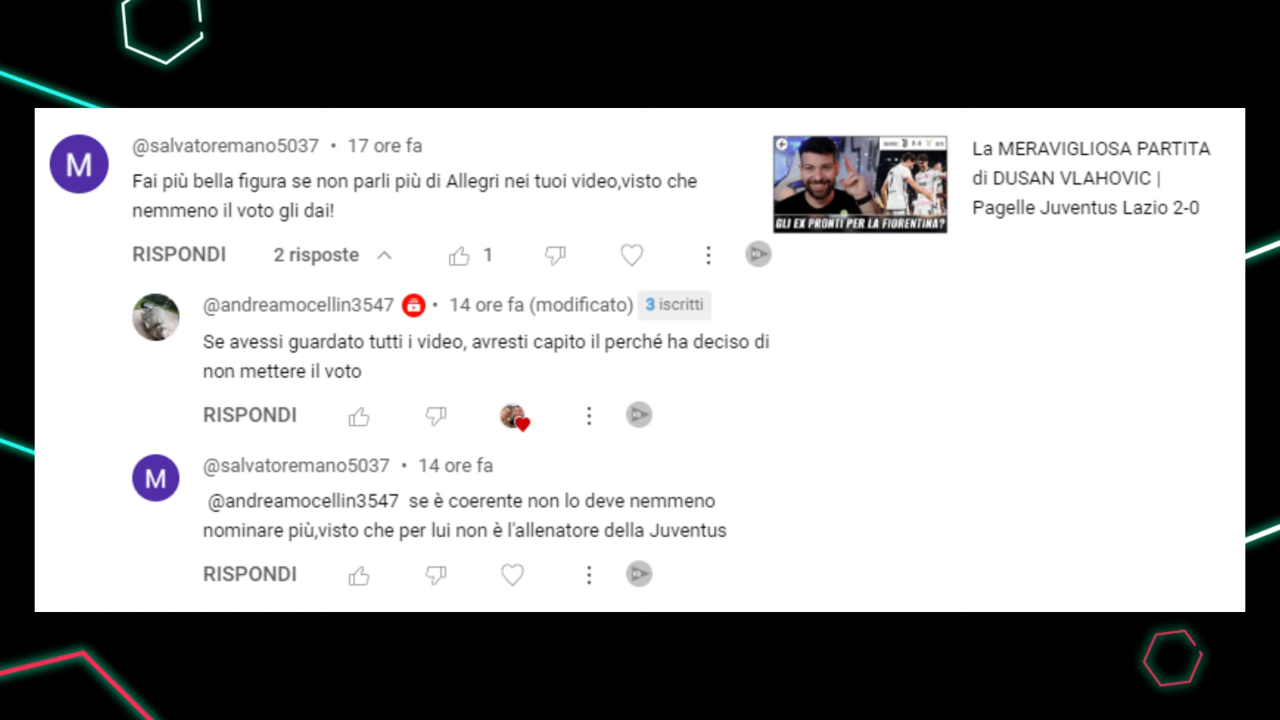 M
@salvatoremano5037 • 17 ore fa
Fai più bella figura se non parli più di Allegri nei tuoi video,visto che
nemmeno il voto gli dai!
RISPONDI 2 risposte 1
GLI EX PRONTI PER LA FIORENTINA?
La MERAVIGLIOSA PARTITA
di DUSAN VLAHOVIC |
Pagelle Juventus Lazio 2-0
@andreamocellin3547 • 14 ore fa (modificato) 3 iscritti
Se avessi guardato tutti i video, avresti capito il perché ha deciso di
non mettere il voto
RISPONDI
M
@salvatoremano5037 • 14 ore fa
@andreamocellin3547 se è coerente non lo deve nemmeno
nominare più,visto che per lui non è l'allenatore della Juventus
RISPONDI